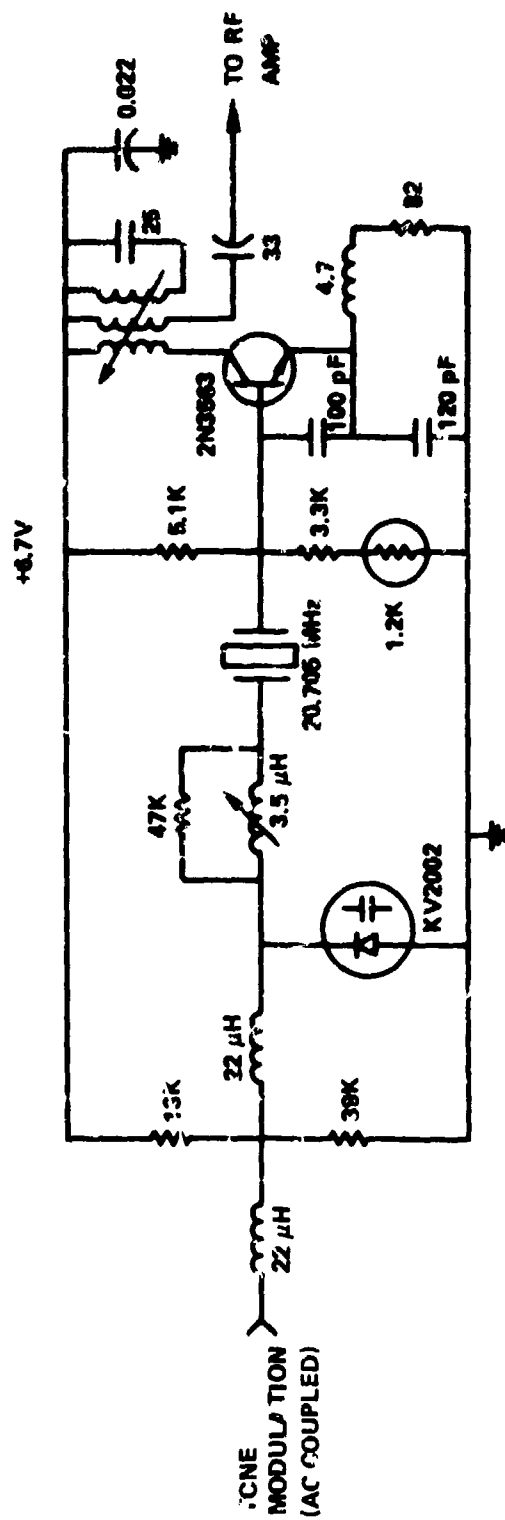 +6.7V
0.022
25
TO RF
AMP
33
2N3663
4.7
82
100 pF
120 pF
5.1K
3.3K
1.2K
20.705 MHz
47K
3.5 µH
KV2002
22 µH
39K
22 µH
MODULATION
(AC COUPLED)